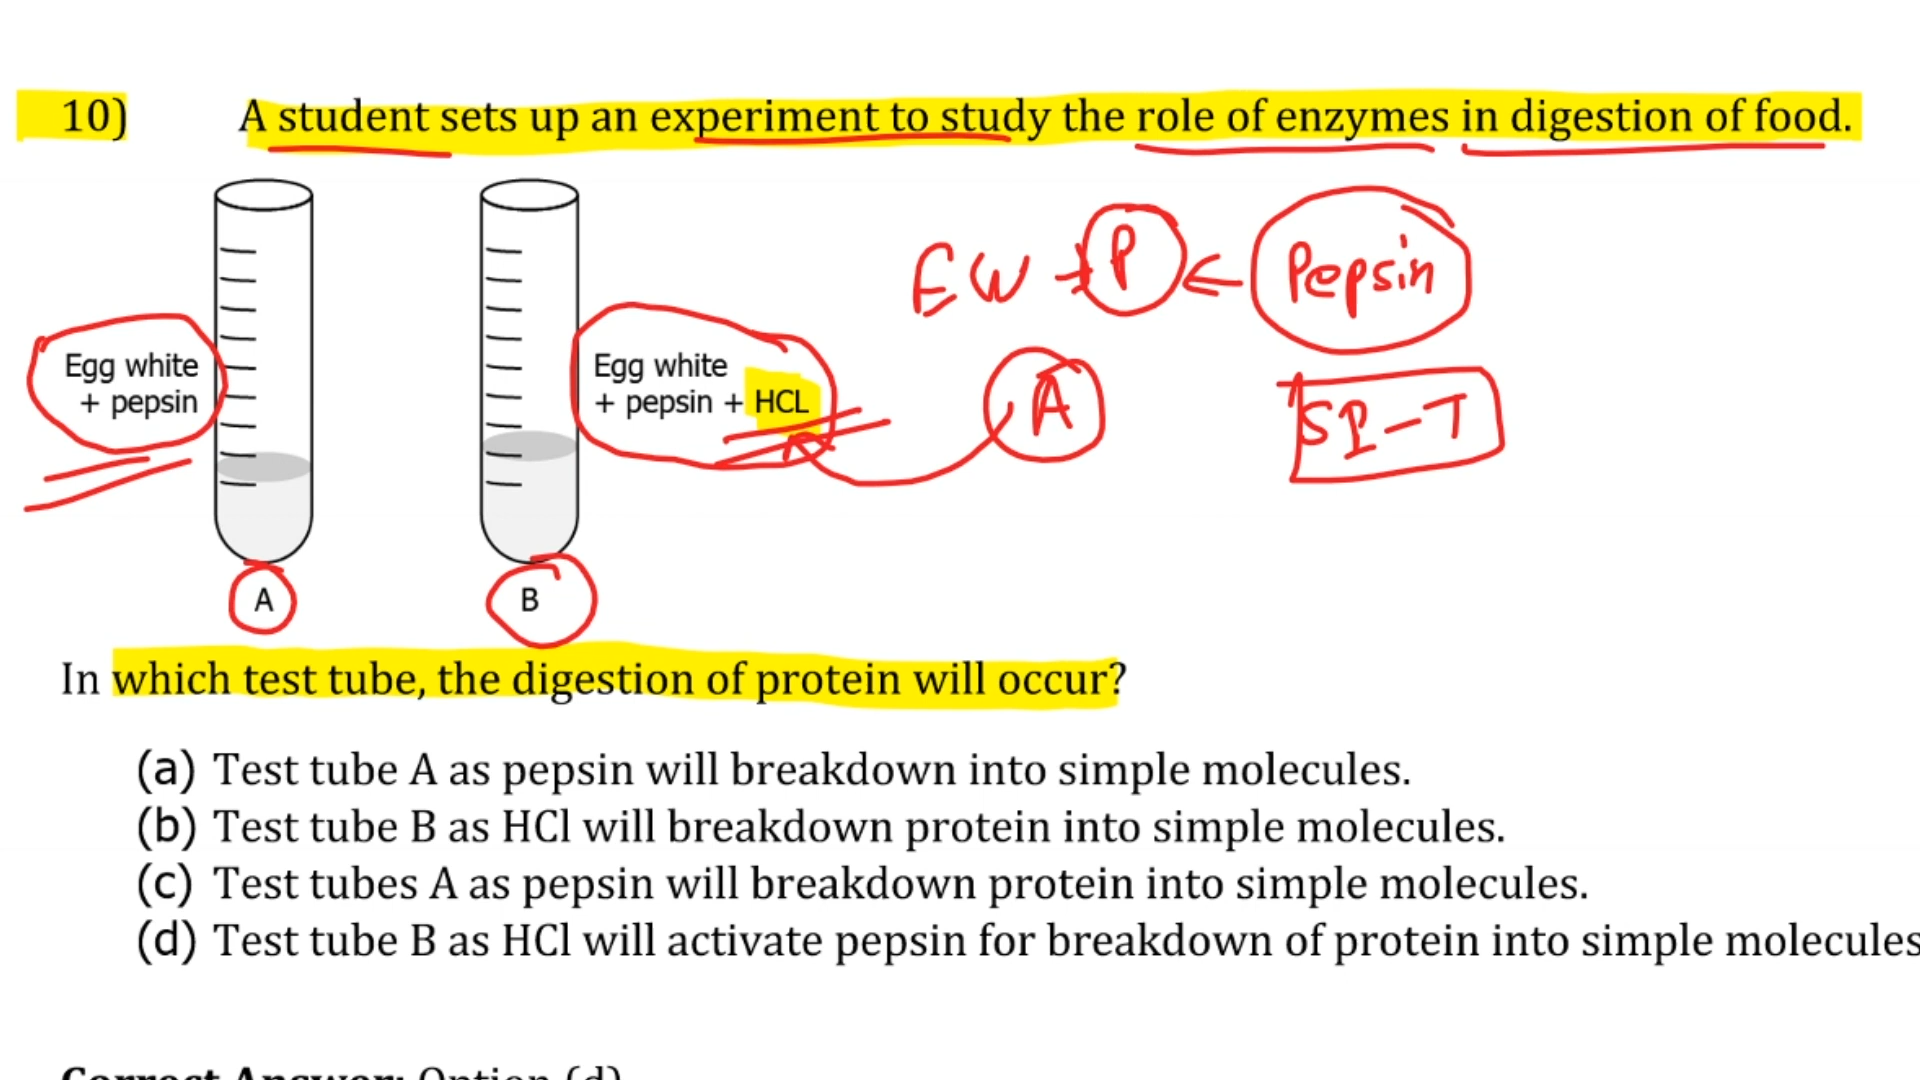 10) A student sets up an experiment to study the role of enzymes in digestion of food.
EW + P ← Pepsin
Egg white
+ pepsin
Egg white
+ pepsin + HCL
A
A
B
In which test tube, the digestion of protein will occur?
(a) Test tube A as pepsin will breakdown into simple molecules.
(b) Test tube B as HCl will breakdown protein into simple molecules.
(c) Test tubes A as pepsin will breakdown protein into simple molecules.
(d) Test tube B as HCl will activate pepsin for breakdown of protein into simple molecules
Correct Answer: Option (d)